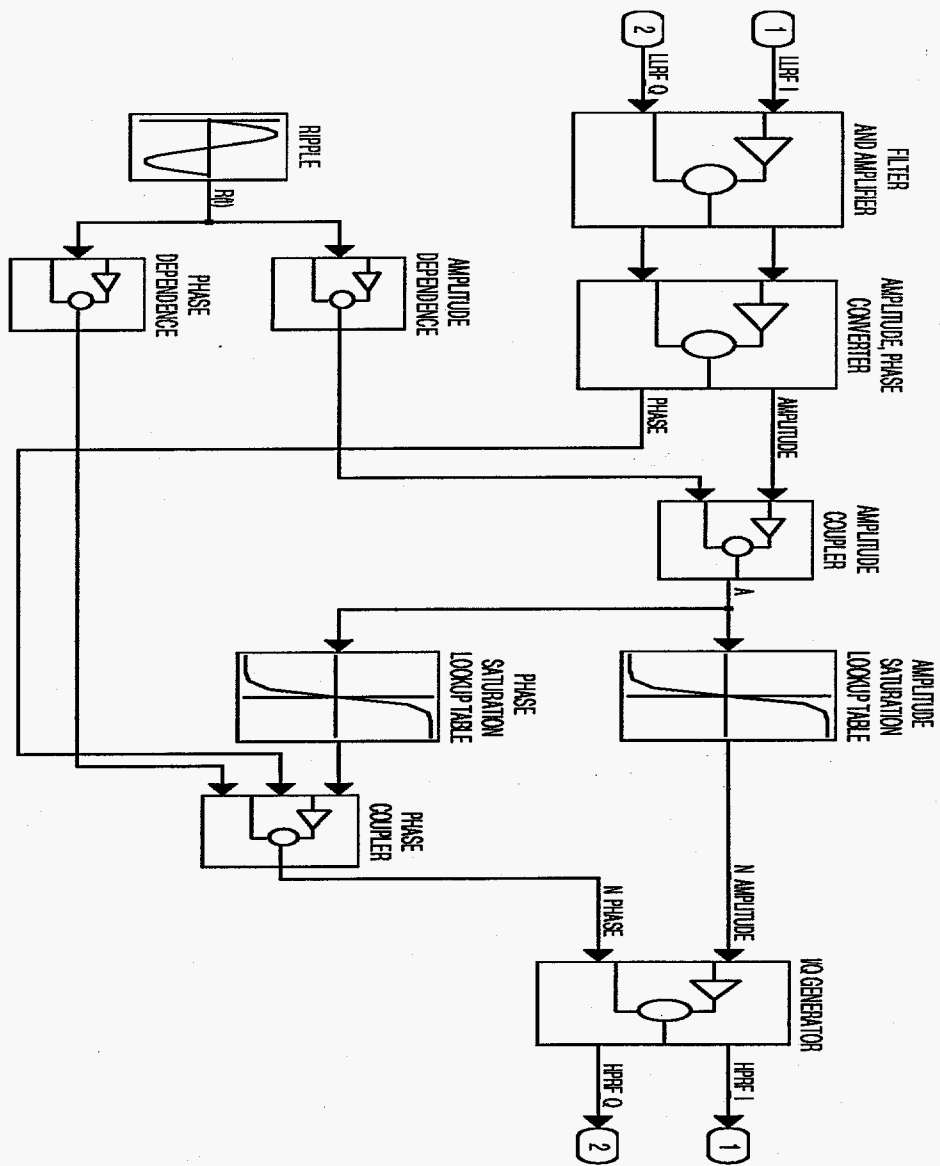 1
LLRF I
2
LLRF Q
FILTER
AND AMPLIFIER
AMPLITUDE, PHASE
CONVERTER
AMPLITUDE
PHASE
RIPPLE
R(t)
AMPLITUDE
DEPENDENCE
PHASE
DEPENDENCE
AMPLITUDE
COUPLER
A
AMPLITUDE
SATURATION
LOOKUP TABLE
PHASE
SATURATION
LOOKUP TABLE
PHASE
COUPLER
N AMPLITUDE
N PHASE
I/Q GENERATOR
HPRF I
1
HPRF Q
2